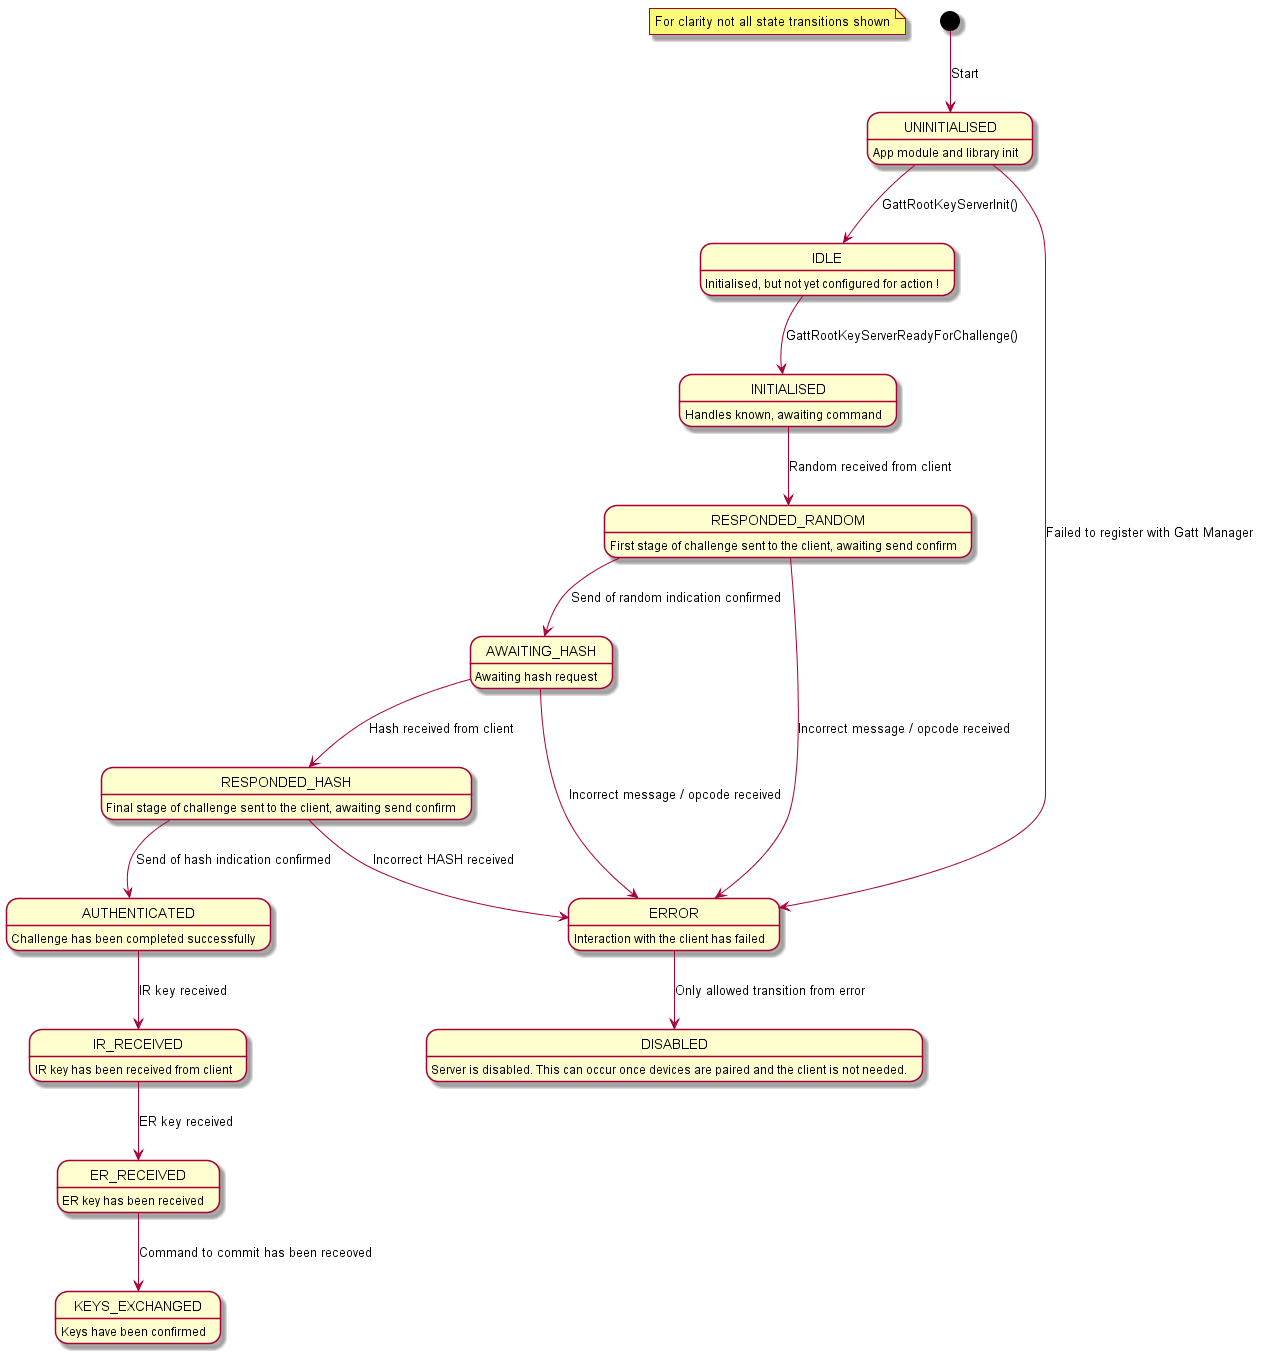 For clarity not all state transitions shown
Start
UNINITIALISED
App module and library init
GattRootKeyServerInit()
IDLE
Initialised, but not yet configured for action !
GattRootKeyServerReadyForChallenge()
INITIALISED
Handles known, awaiting command
Random received from client
RESPONDED_RANDOM
First stage of challenge sent to the client, awaiting send confirm
Failed to register with Gatt Manager
Send of random indication confirmed
AWAITING_HASH
Awaiting hash request
Hash received from client
Incorrect message / opcode received
RESPONDED_HASH
Final stage of challenge sent to the client, awaiting send confirm
Incorrect message / opcode received
Send of hash indication confirmed
Incorrect HASH received
AUTHENTICATED
Challenge has been completed successfully
ERROR
Interaction with the client has failed
IR key received
Only allowed transition from error
IR_RECEIVED
IR key has been received from client
DISABLED
Server is disabled. This can occur once devices are paired and the client is not needed.
ER key received
ER_RECEIVED
ER key has been received
Command to commit has been receoved
KEYS_EXCHANGED
Keys have been confirmed